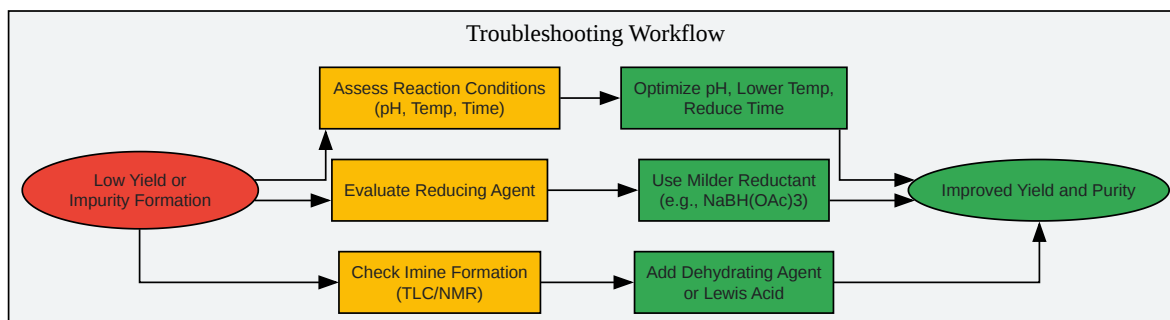 Troubleshooting Workflow
Assess Reaction Conditions
(pH, Temp, Time)
Optimize pH, Lower Temp,
Reduce Time
Low Yield or
Impurity Formation
Evaluate Reducing Agent
Use Milder Reductant
(e.g., NaBH(OAc)3)
Improved Yield and Purity
Check Imine Formation
(TLC/NMR)
Add Dehydrating Agent
or Lewis Acid